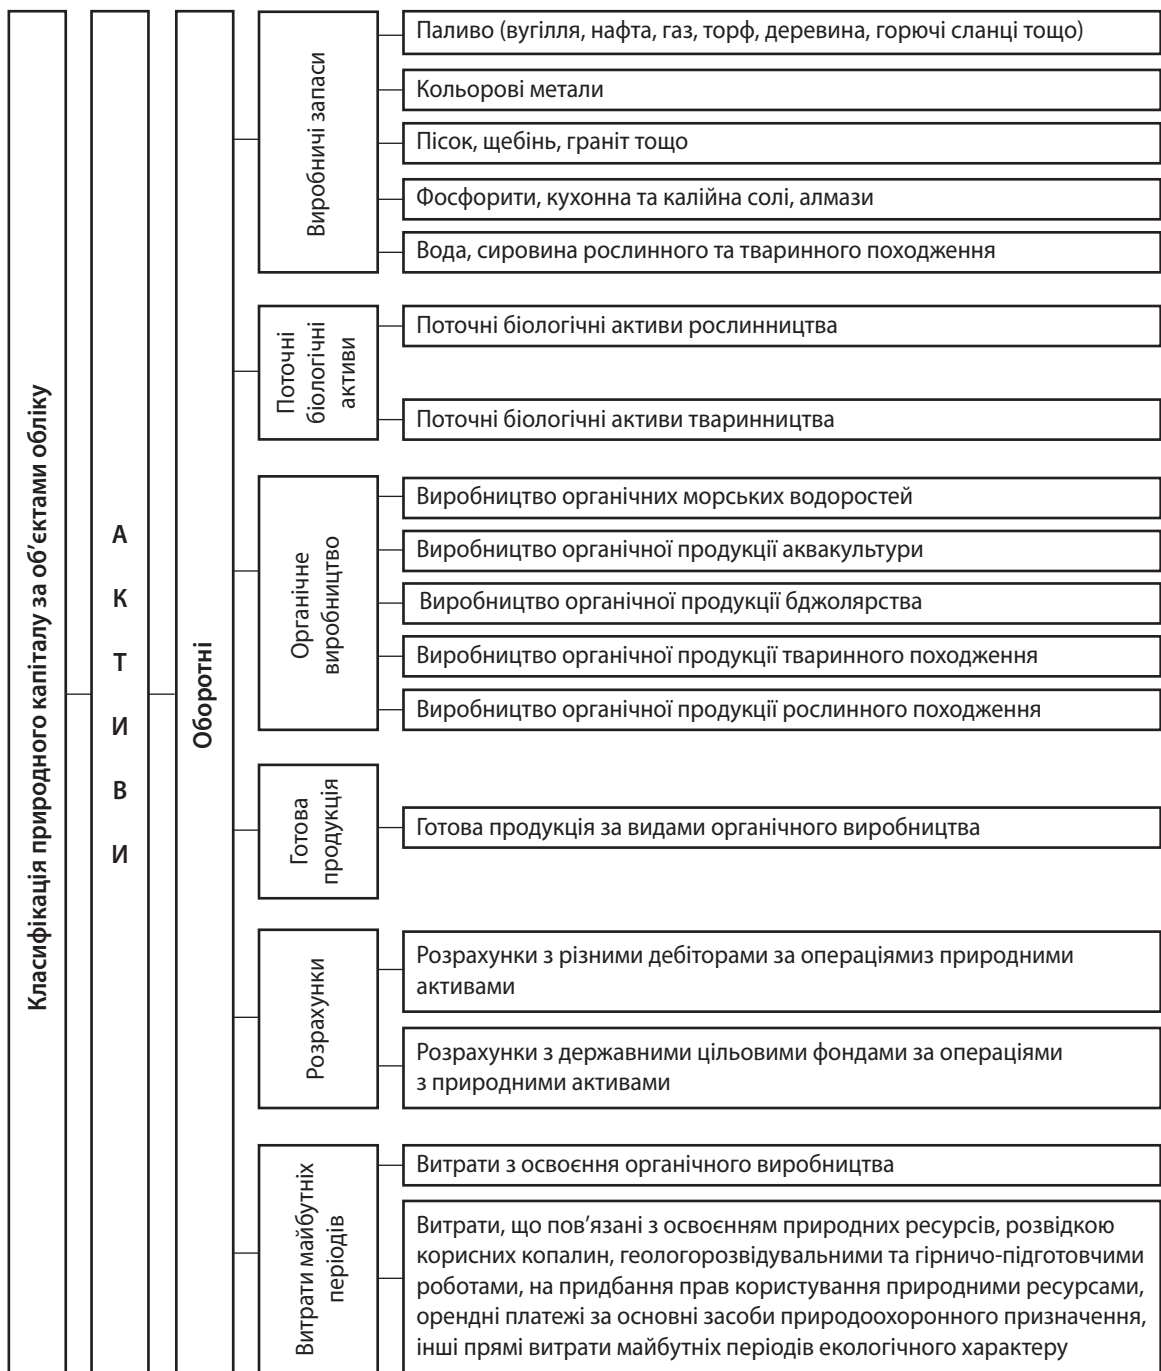 Класифікація природного капіталу за об’єктами обліку
А
К
Т
И
В
И
Оборотні
Виробничі запаси
Паливо (вугілля, нафта, газ, торф, деревина, горючі сланці тощо)
Кольорові метали
Пісок, щебінь, граніт тощо
Фосфорити, кухонна та калійна солі, алмази
Вода, сировина рослинного та тваринного походження
Поточні
біологічні
активи
Поточні біологічні активи рослинництва
Поточні біологічні активи тваринництва
Органічне
виробництво
Виробництво органічних морських водоростей
Виробництво органічної продукції аквакультури
Виробництво органічної продукції бджолярства
Виробництво органічної продукції тваринного походження
Виробництво органічної продукції рослинного походження
Готова
продукція
Готова продукція за видами органічного виробництва
Розрахунки
Розрахунки з різними дебіторами за операціямиз природними
активами
Розрахунки з державними цільовими фондами за операціями
з природними активами
Витрати майбутніх
періодів
Витрати з освоєння органічного виробництва
Витрати, що пов’язані з освоєнням природних ресурсів, розвідкою
корисних копалин, геологорозвідувальними та гірничо-підготовчими
роботами, на придбання прав користування природними ресурсами,
орендні платежі за основні засоби природоохоронного призначення,
інші прямі витрати майбутніх періодів екологічного характеру